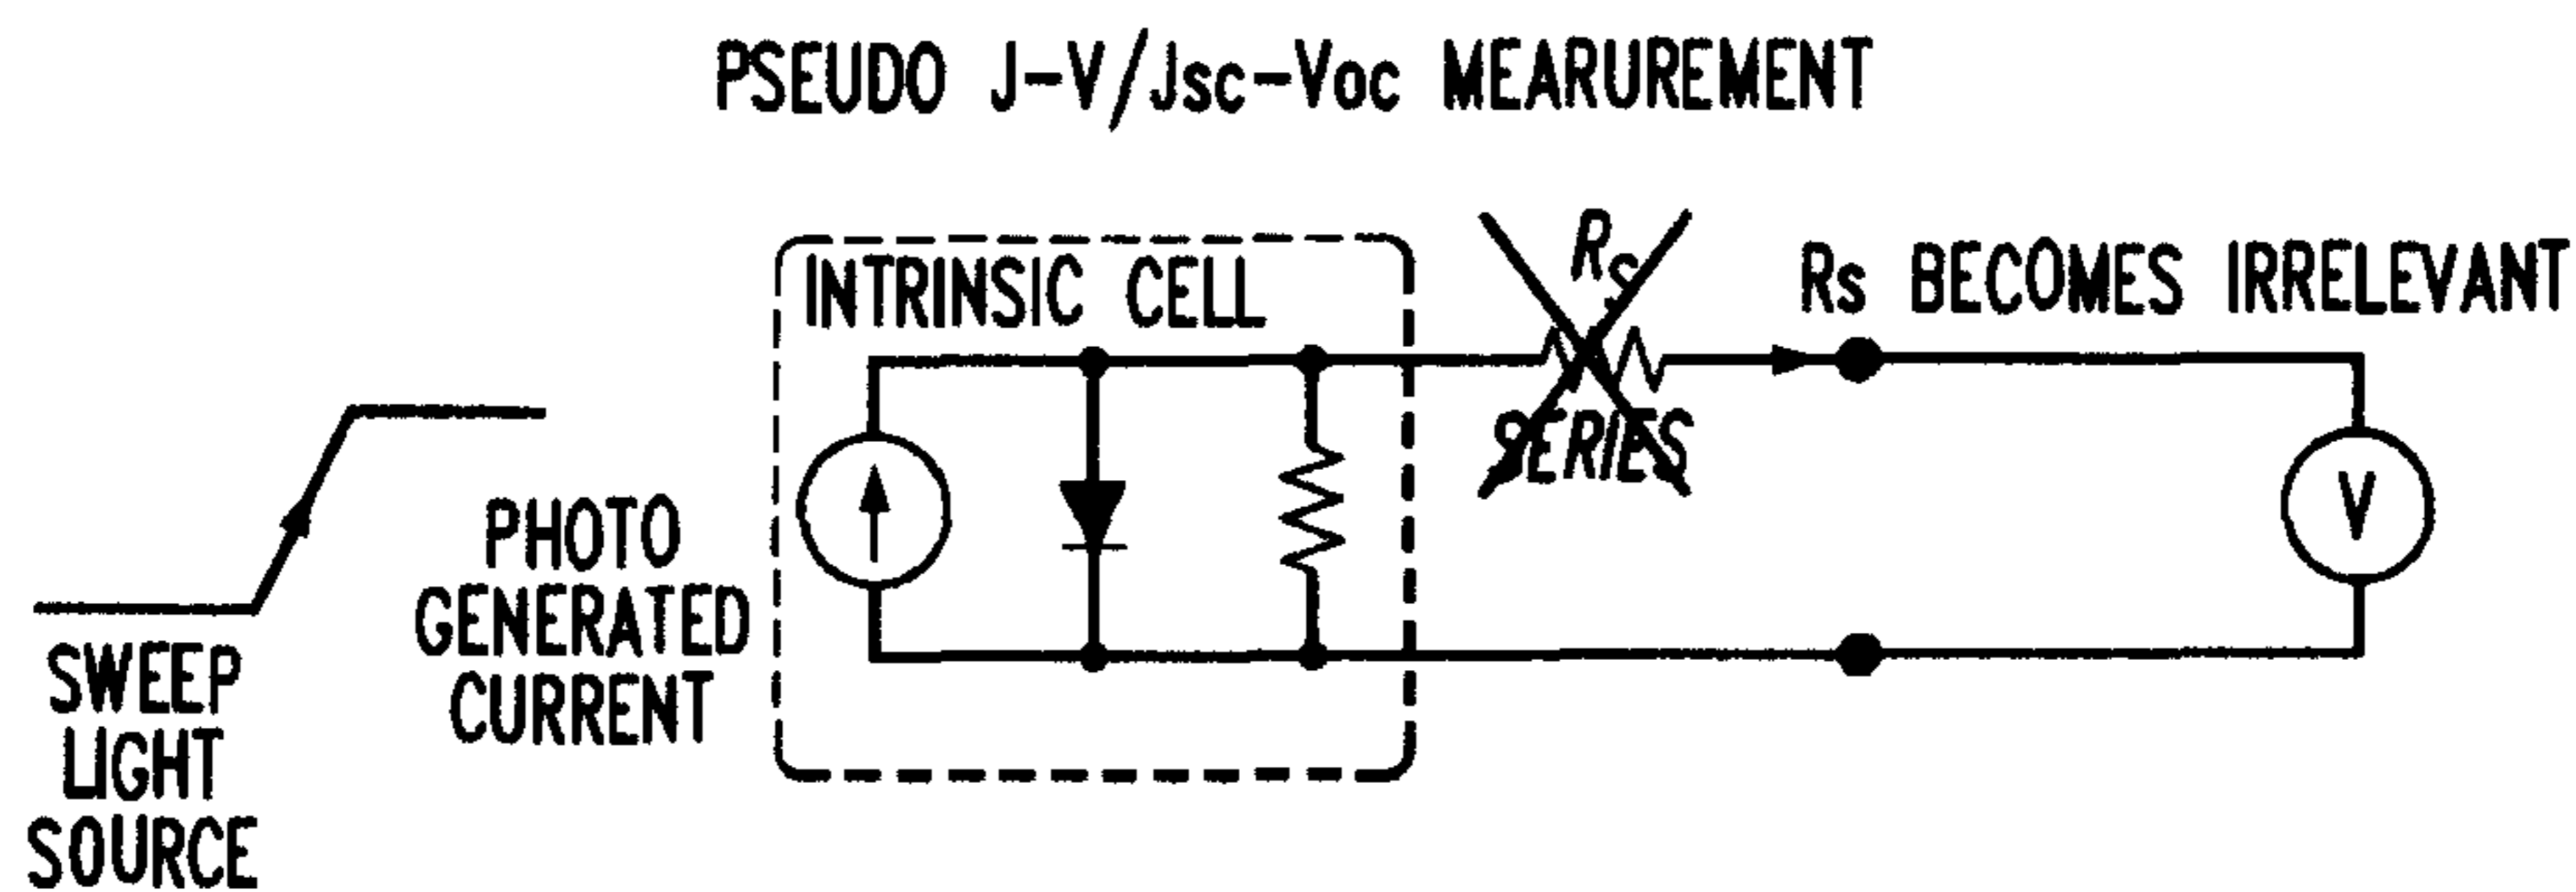 PSEUDO J-V/Jsc-Voc MEARUREMENT
INTRINSIC CELL
Rs
SERIES
Rs BECOMES IRRELEVANT
V
PHOTO
GENERATED
CURRENT
SWEEP
LIGHT
SOURCE